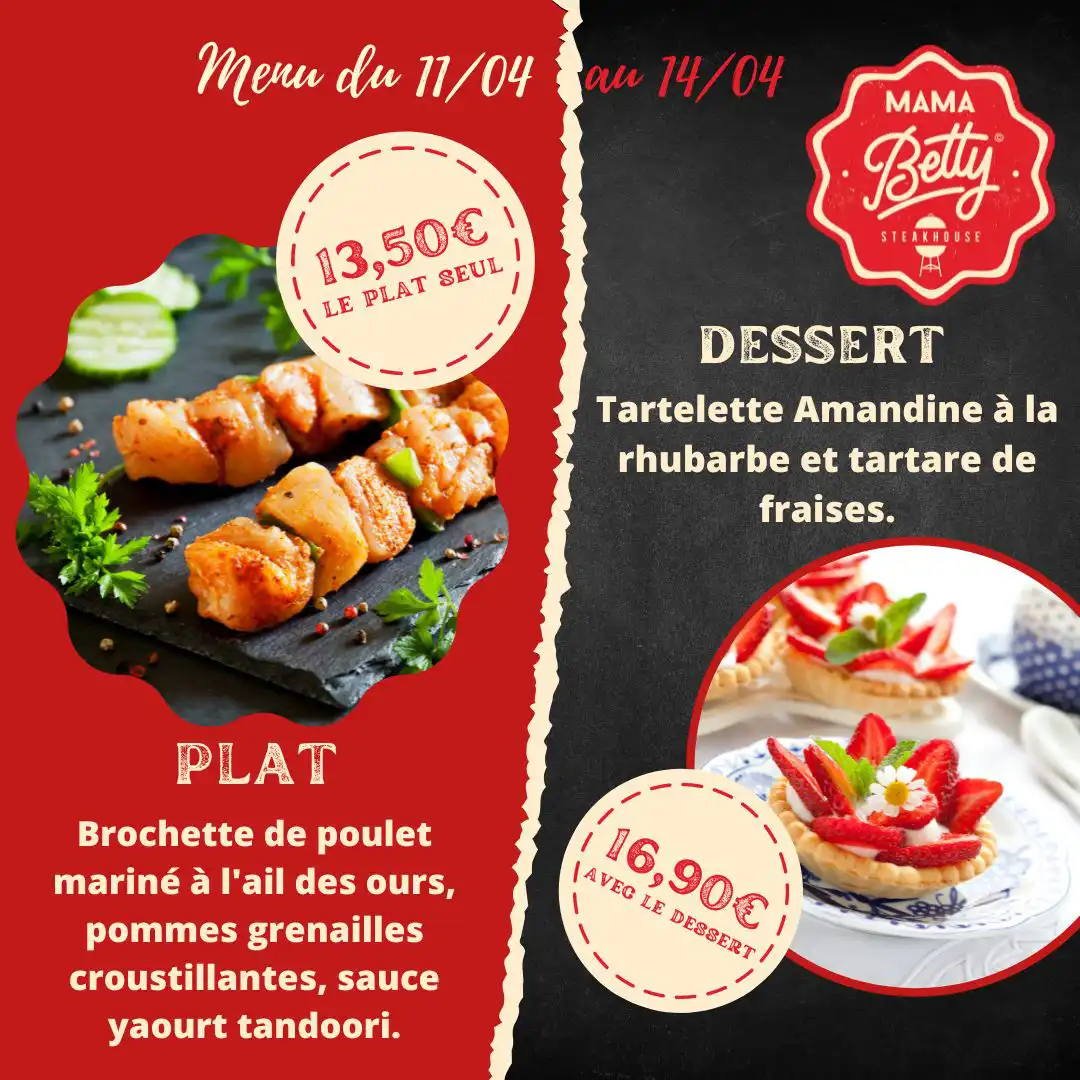 Menu du 11/04 au 14/04
MAMA
Betty
©
STEAKHOUSE
13,50€
LE PLAT SEUL
DESSERT
Tartelette Amandine à la
rhubarbe et tartare de
fraises.
PLAT
Brochette de poulet
mariné à l'ail des ours,
pommes grenailles
croustillantes, sauce
yaourt tandoori.
16,90€
AVEC LE DESSERT